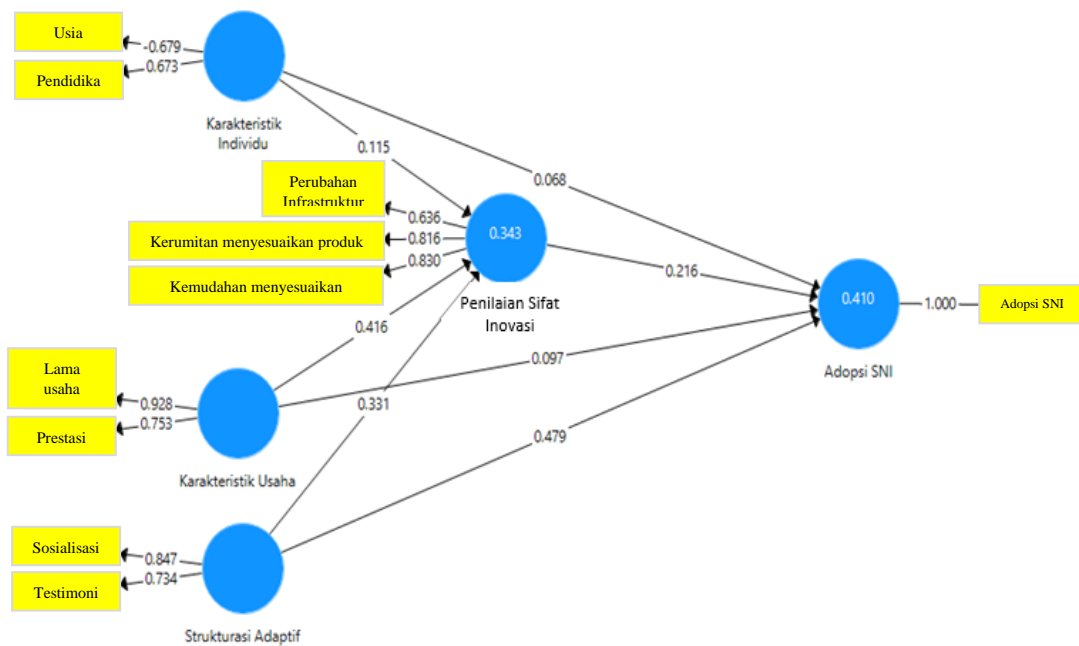 Usia
-0.679
Pendidika
0.673
Karakteristik
Individu
0.115
0.068
Perubahan
Infrastruktur
0.636
Kerumitan menyesuaikan produk
0.816
Kemudahan menyesuaikan
0.830
0.343
Penilaian Sifat
Inovasi
0.216
0.410
1.000
Adopsi SNI
Adopsi SNI
0.416
0.097
Lama
usaha
0.928
Prestasi
0.753
Karakteristik Usaha
0.331
0.479
Sosialisasi
0.847
Testimoni
0.734
Strukturasi Adaptif